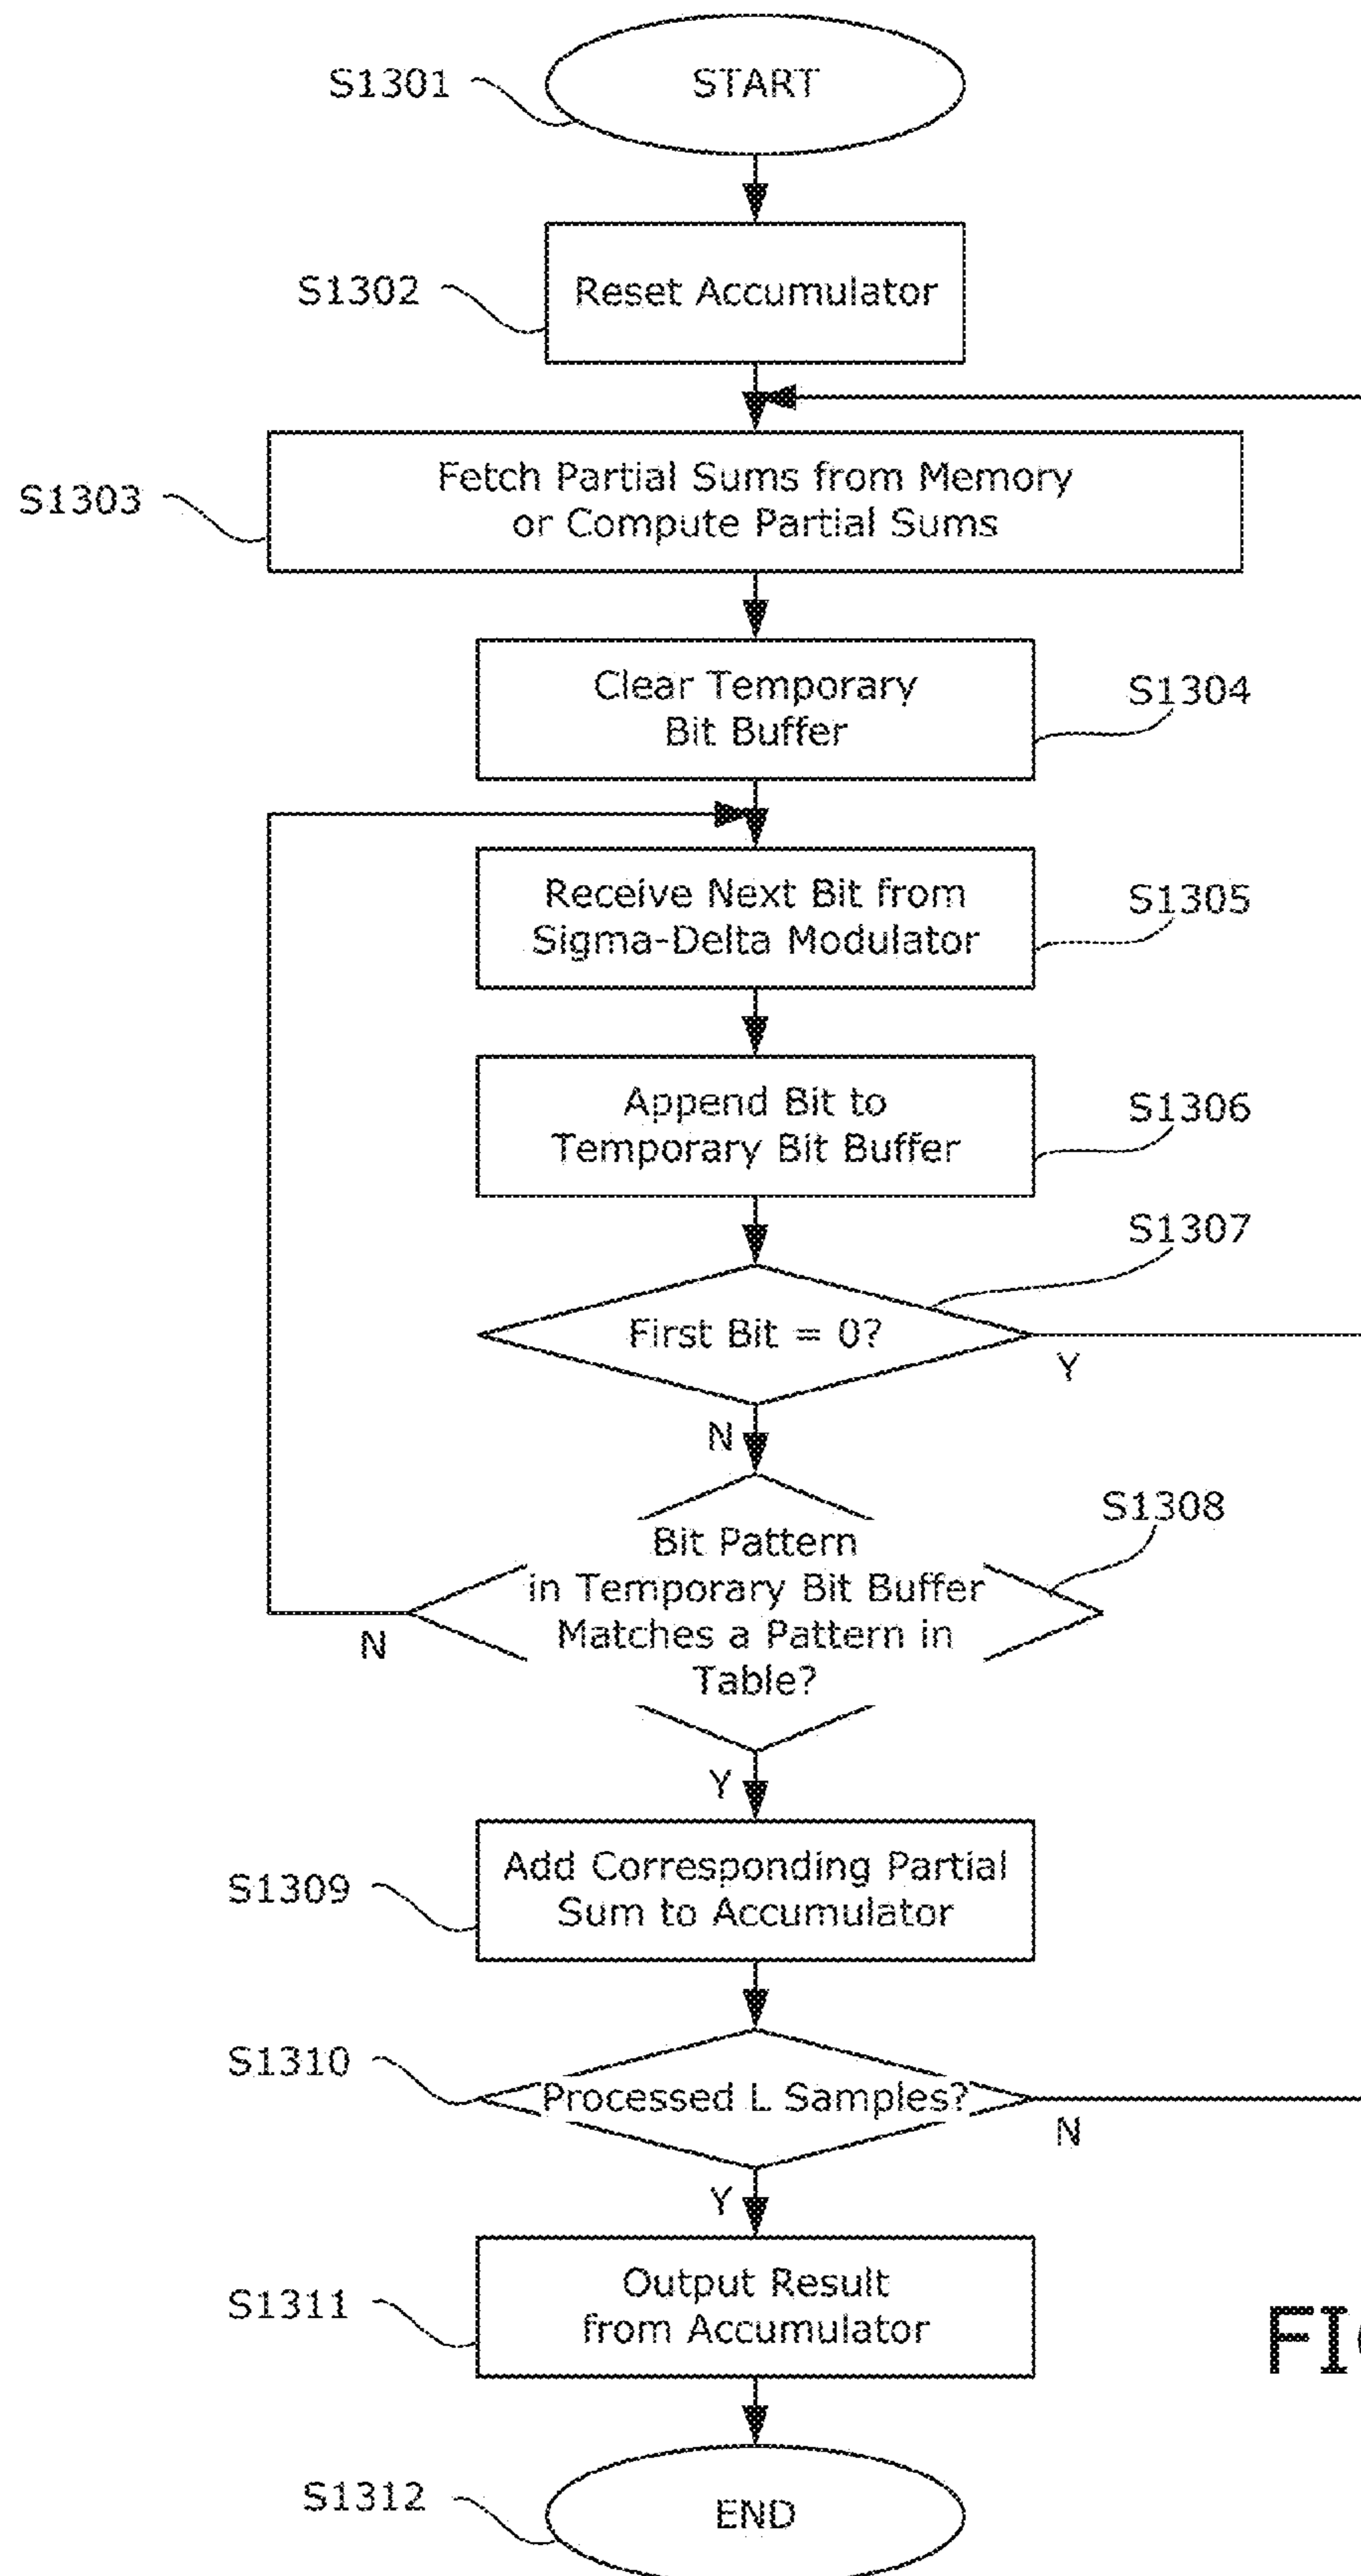 S1301
START
S1302
Reset Accumulator
S1303
Fetch Partial Sums from Memory
or Compute Partial Sums
Clear Temporary
Bit Buffer
S1304
Receive Next Bit from
Sigma-Delta Modulator
S1305
Append Bit to
Temporary Bit Buffer
S1306
S1307
First Bit = 0?
Y
N
S1308
Bit Pattern
in Temporary Bit Buffer
Matches a Pattern in
Table?
N
Y
S1309
Add Corresponding Partial
Sum to Accumulator
S1310
Processed L Samples?
N
Y
S1311
Output Result
from Accumulator
S1312
END